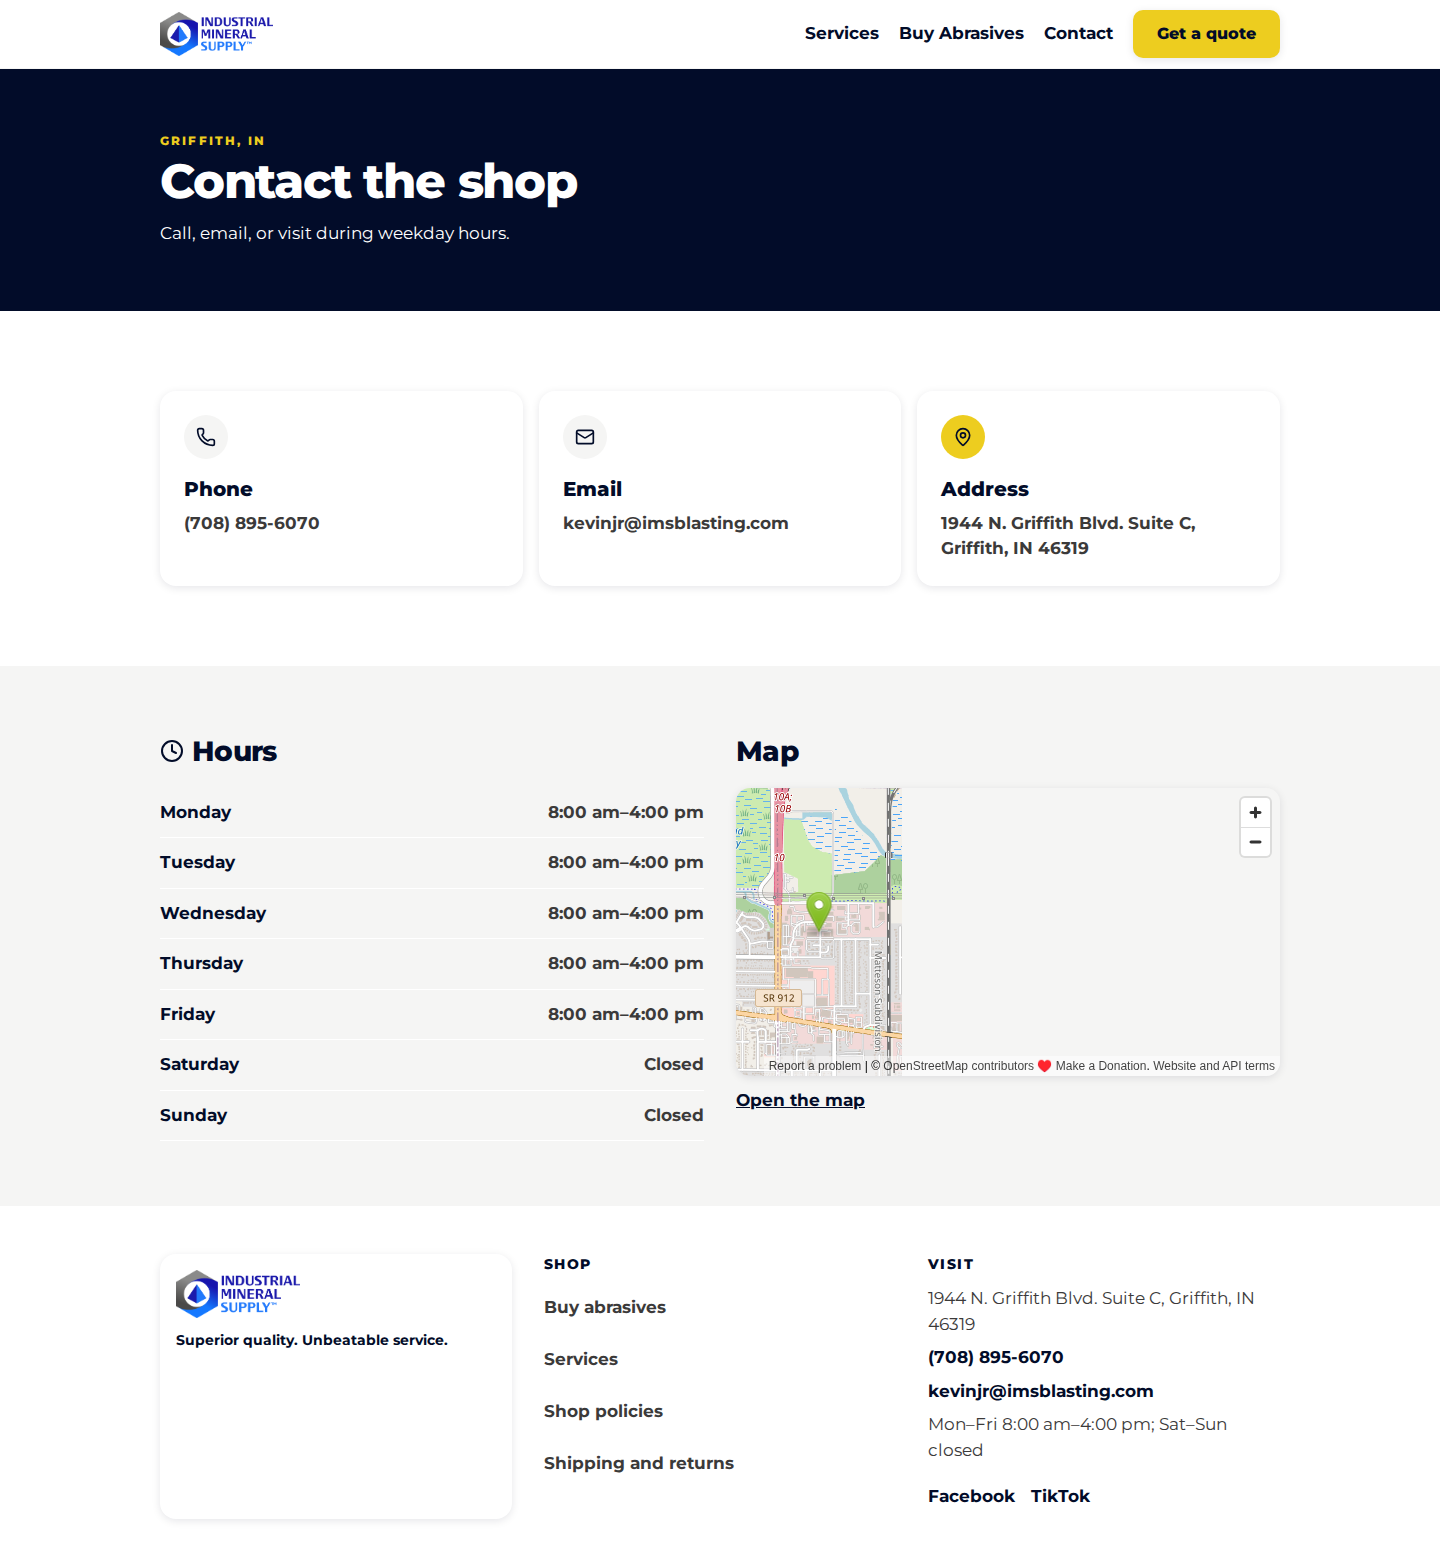 INDUSTRIAL
MINERAL
SUPPLY™
Services
Buy Abrasives
Contact
Get a quote
GRIFFITH, IN
Contact the shop
Call, email, or visit during weekday hours.
Phone
(708) 895-6070
Email
kevinjr@imsblasting.com
Address
1944 N. Griffith Blvd. Suite C,
Griffith, IN 46319
Hours
Monday 8:00 am–4:00 pm
Tuesday 8:00 am–4:00 pm
Wednesday 8:00 am–4:00 pm
Thursday 8:00 am–4:00 pm
Friday 8:00 am–4:00 pm
Saturday Closed
Sunday Closed
Map
10A;
10B
10
SR 912
Matteson Subdivision
+
−
Report a problem | © OpenStreetMap contributors ♥ Make a Donation. Website and API terms
Open the map
INDUSTRIAL
MINERAL
SUPPLY™
Superior quality. Unbeatable service.
SHOP
Buy abrasives
Services
Shop policies
Shipping and returns
VISIT
1944 N. Griffith Blvd. Suite C, Griffith, IN
46319
(708) 895-6070
kevinjr@imsblasting.com
Mon–Fri 8:00 am–4:00 pm; Sat–Sun
closed
Facebook TikTok